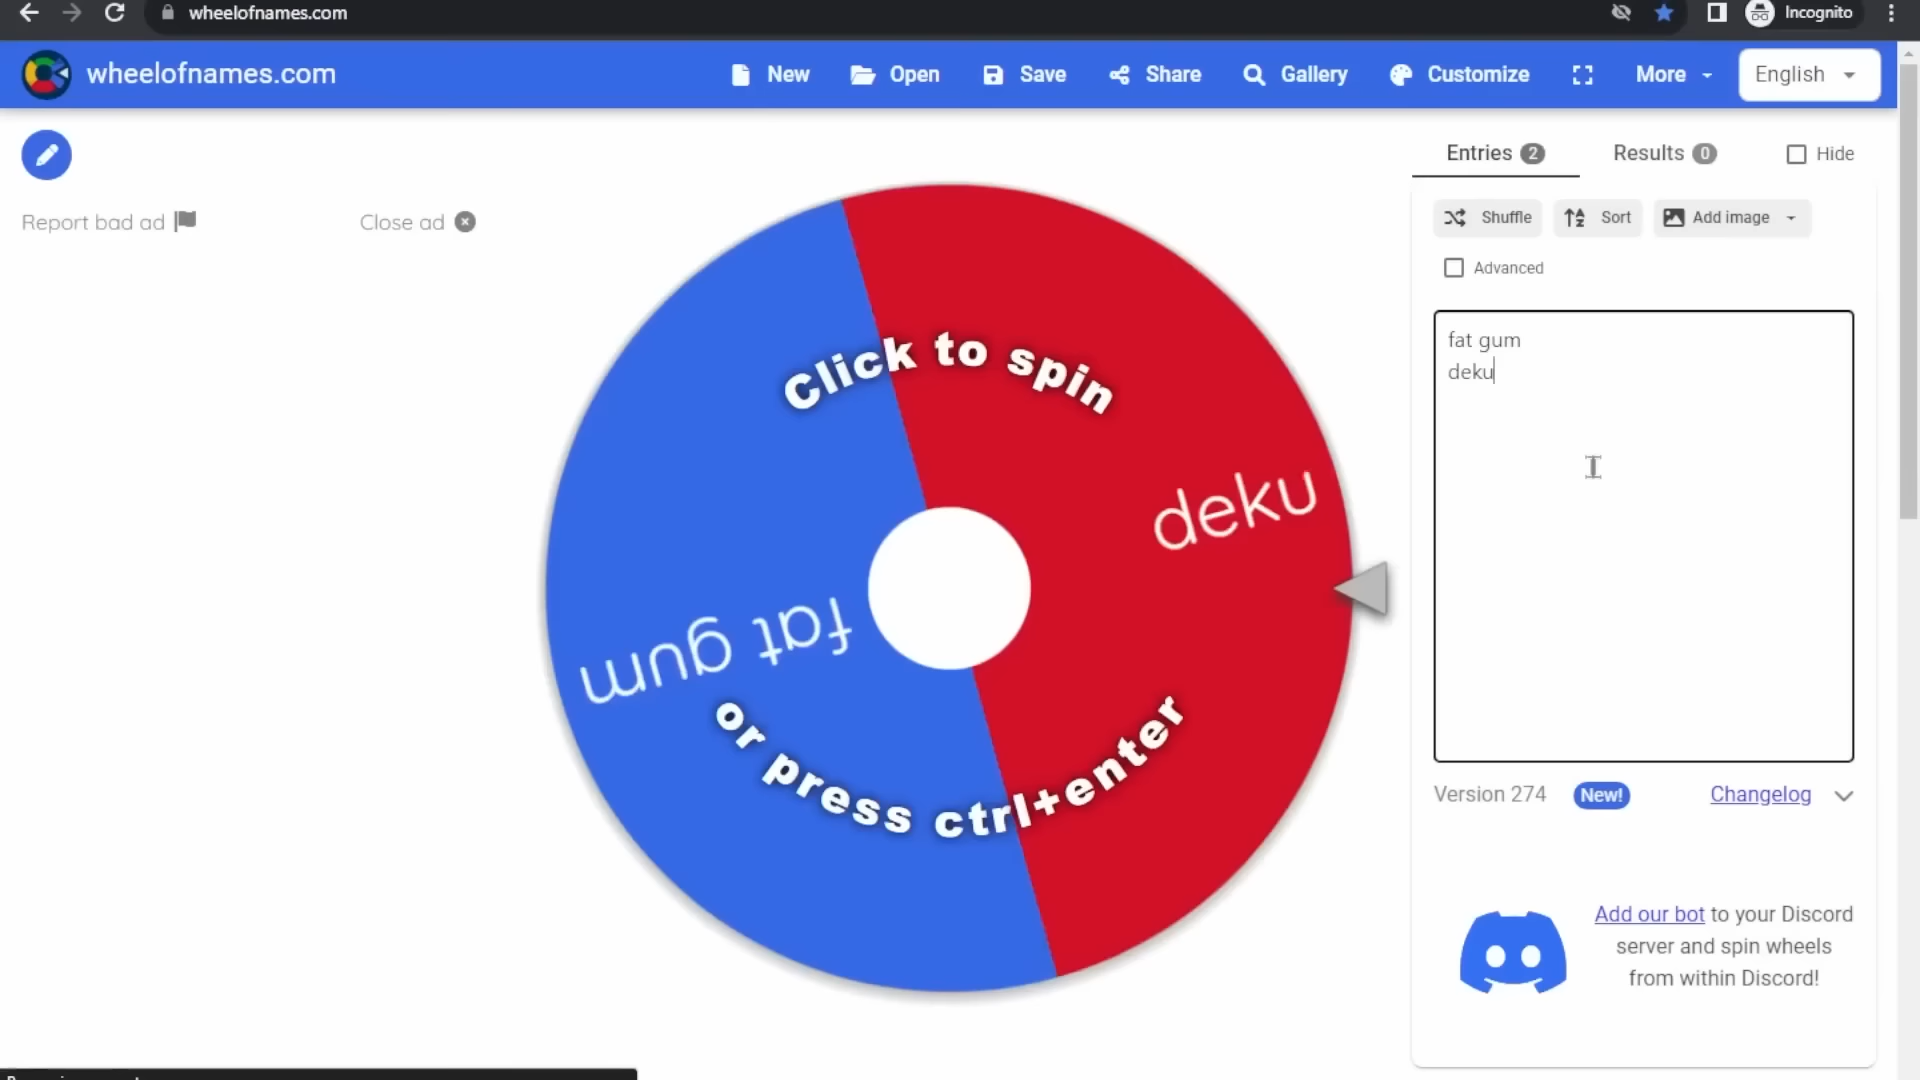 wheelofnames.com
Incognito
wheelofnames.com
New
Open
Save
Share
Gallery
Customize
More
English
Entries 2
Results 0
Hide
Report bad ad
Close ad
Shuffle
Sort
Add image
Advanced
fat gum
deku
Click to spin
deku
fat gum
or press ctrl+enter
Version 274
New!
Changelog
Add our bot to your Discord
server and spin wheels
from within Discord!